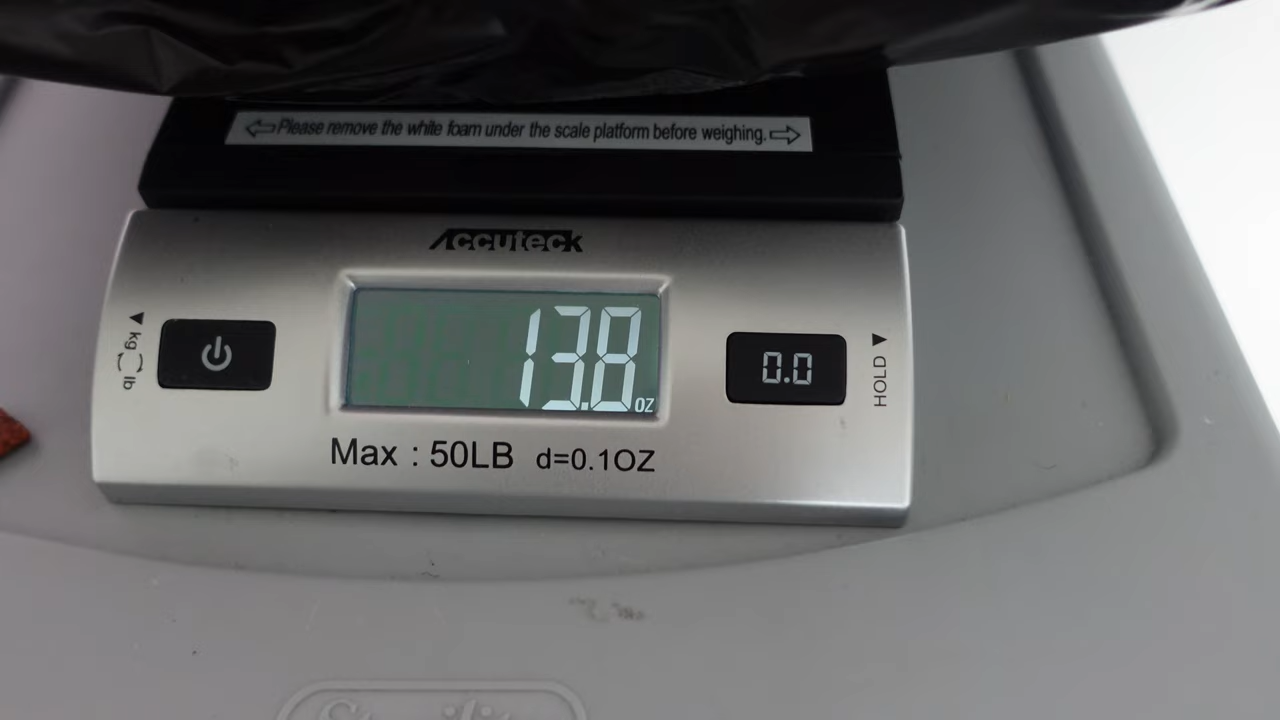 Please remove the white foam under the scale platform before weighing.
Accuteck
kg
lb
13.8 OZ
0.0
HOLD
Max : 50LB d=0.1OZ